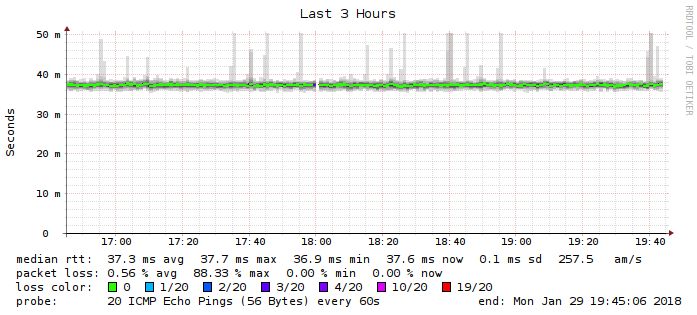 Last 3 Hours
RRDTOOL / TOBI OETIKER
Seconds
50 m
40 m
30 m
20 m
10 m
0
17:00 17:20 17:40 18:00 18:20 18:40 19:00 19:20 19:40
median rtt: 37.3 ms avg 37.7 ms max 36.9 ms min 37.6 ms now 0.1 ms sd 257.5 am/s
packet loss: 0.56 % avg 88.33 % max 0.00 % min 0.00 % now
loss color: 0 1/20 2/20 3/20 4/20 10/20 19/20
probe: 20 ICMP Echo Pings (56 Bytes) every 60s end: Mon Jan 29 19:45:06 2018